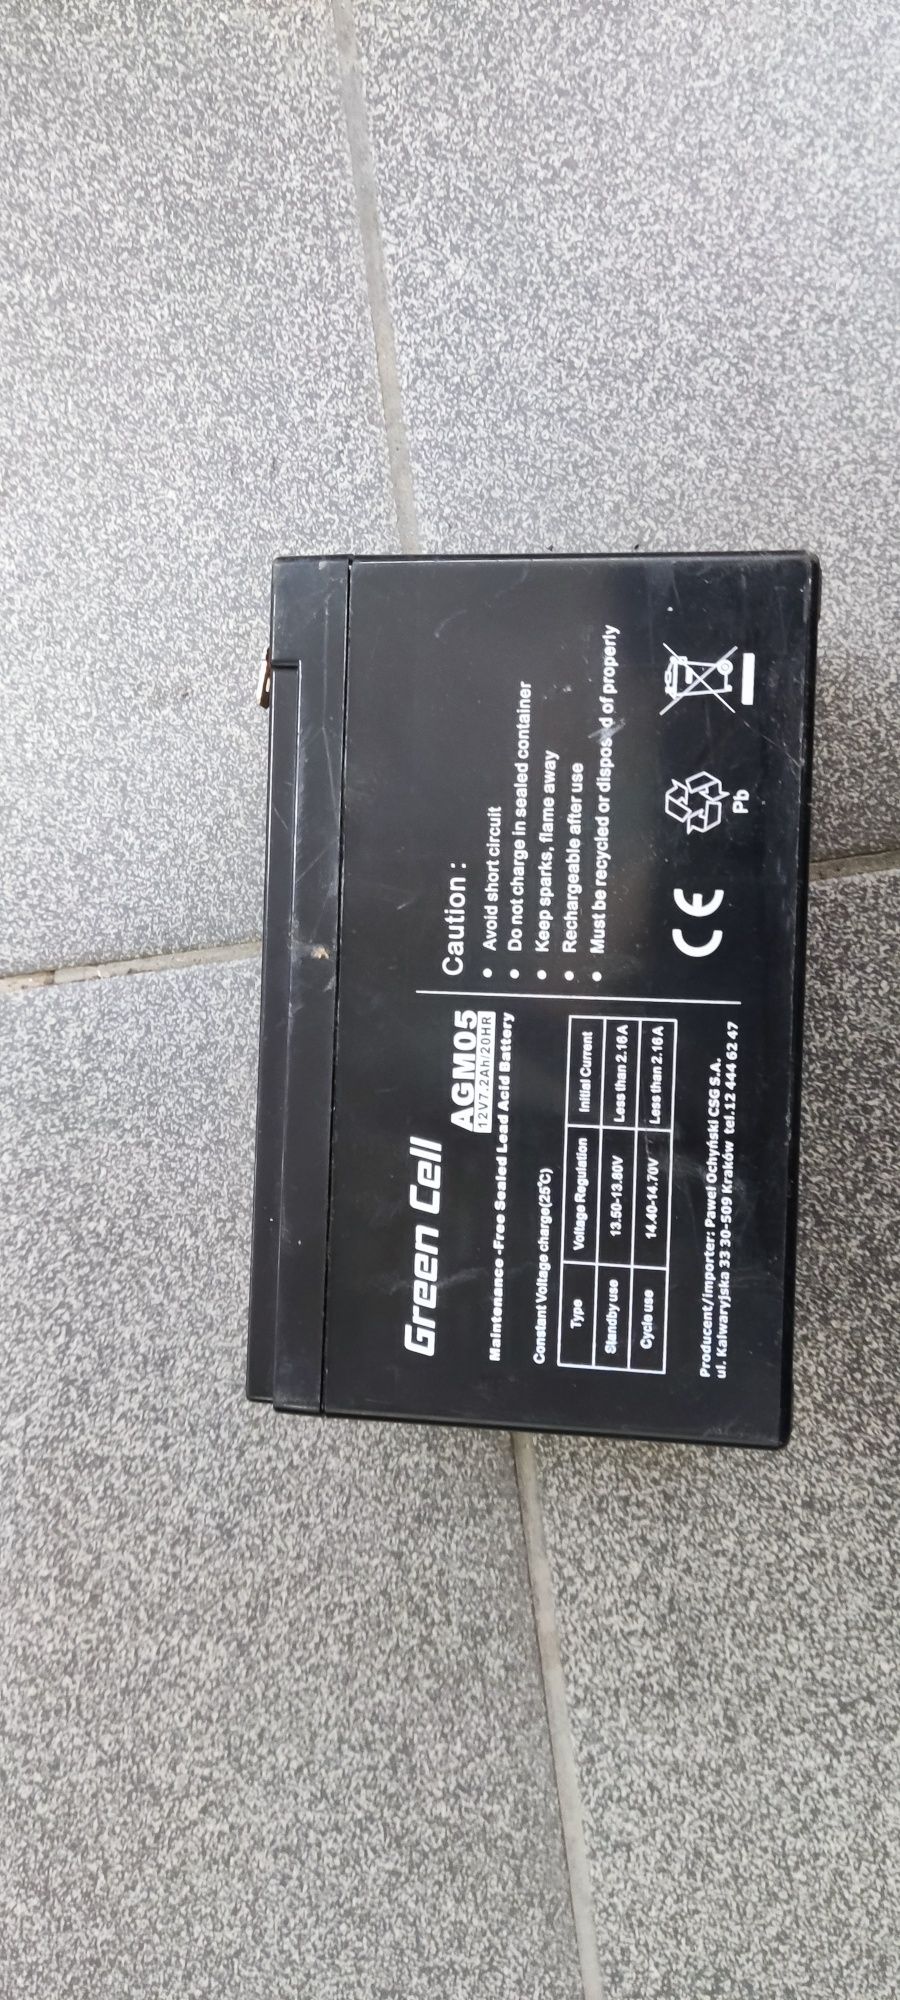 Green Cell
AGM05
12V7.2Ah/20HR
Maintenance -Free Sealed Lead Acid Battery
Constant Voltage charge(25℃)
Type Voltage Regulation Initial Current
Standby use 13.50-13.80V Less than 2.16A
Cycle use 14.40-14.70V Less than 2.16A
Producent/importer: Paweł Ochyński CSG S.A.
ul. Kalwaryjska 33 30-509 Kraków tel.12 444 62 47
Caution :
• Avoid short circuit
• Do not charge in sealed container
• Keep sparks, flame away
• Rechargeable after use
• Must be recycled or disposed of properly
CE
Pb